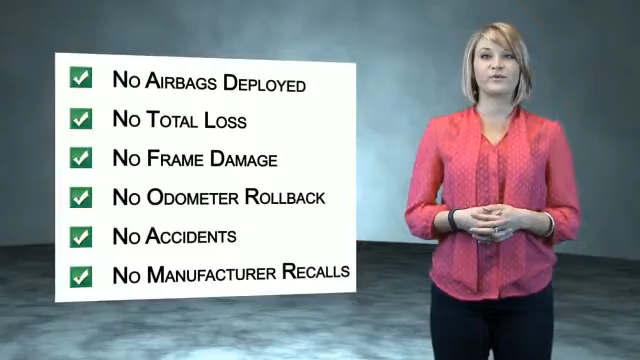 No Airbags Deployed
No Total Loss
No Frame Damage
No Odometer Rollback
No Accidents
No Manufacturer Recalls